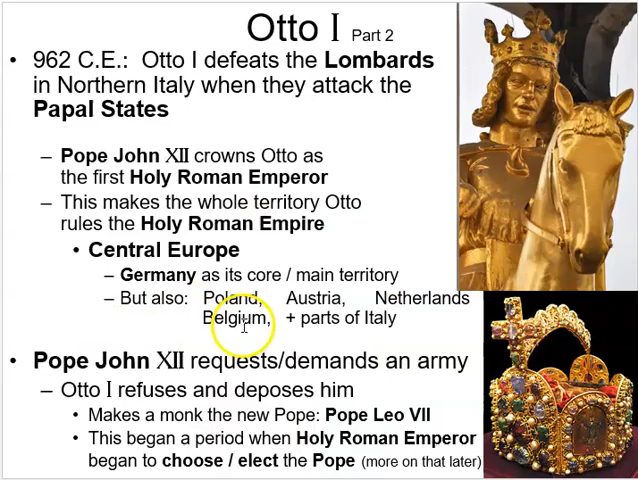 Otto I Part 2
• 962 C.E.: Otto I defeats the Lombards
in Northern Italy when they attack the
Papal States
– Pope John XII crowns Otto as
the first Holy Roman Emperor
– This makes the whole territory Otto
rules the Holy Roman Empire
• Central Europe
– Germany as its core / main territory
– But also: Poland, Austria, Netherlands
Belgium, + parts of Italy
• Pope John XII requests/demands an army
– Otto I refuses and deposes him
• Makes a monk the new Pope: Pope Leo VII
• This began a period when Holy Roman Emperor
began to choose / elect the Pope (more on that later)